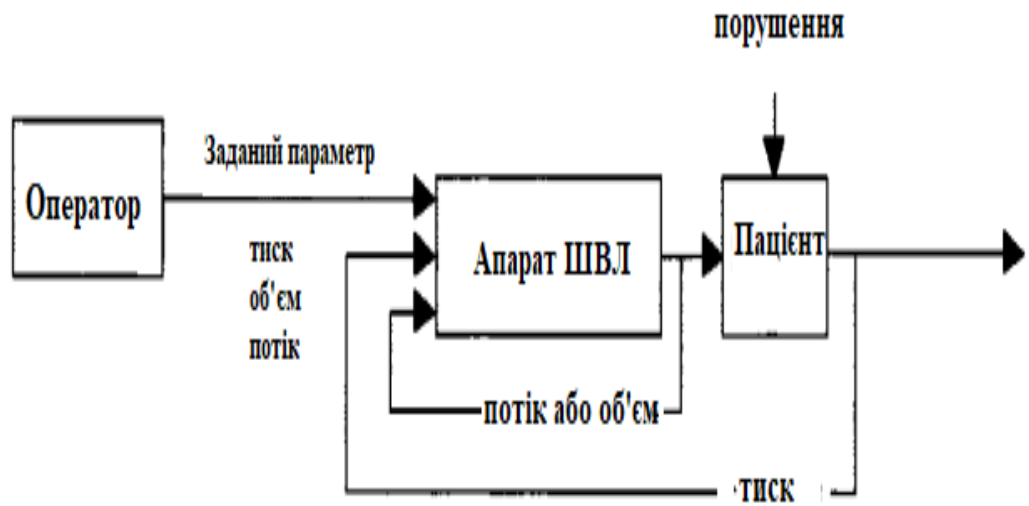 порушення
Заданий параметр
Оператор
тиск
об'єм
потік
Апарат ШВЛ
Пацієнт
потік або об'єм
тиск